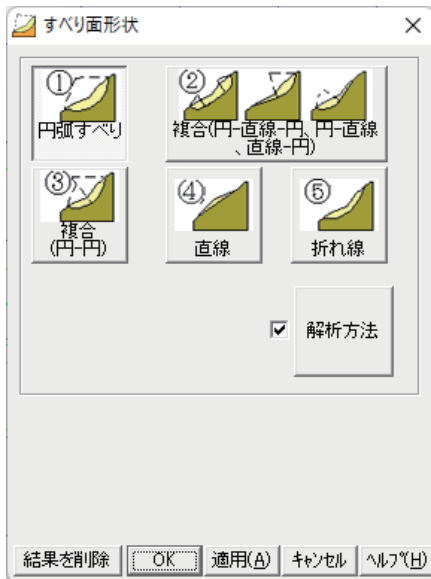 すべり面形状
①
円弧すべり
②
複合(円-直線-円、円-直線
、直線-円)
③
複合
(円-円)
④
直線
⑤
折れ線
解析方法
結果を削除
OK
適用(A)
ｷｬﾝｾﾙ
ﾍﾙﾌﾟ(H)